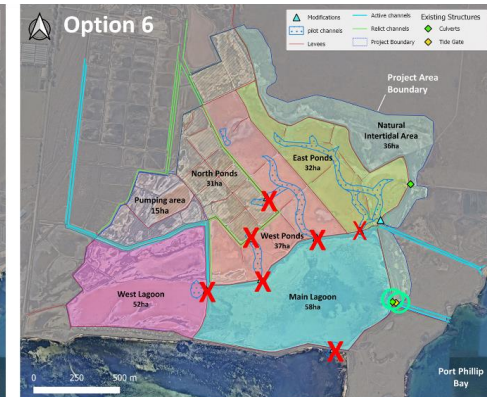 Option 6
Modifications
pilot channels
Levees
Active channels
Relict channels
Project Boundary
Existing Structures
Culverts
Tide Gate
Project Area
Boundary
Natural
Intertidal Area
36ha
East Ponds
32ha
North Ponds
31ha
Pumping area
15ha
West Ponds
37ha
West Lagoon
52ha
Main Lagoon
58ha
Port Phillip
Bay
0 250 500 m
X
X
X
X
X
X
X